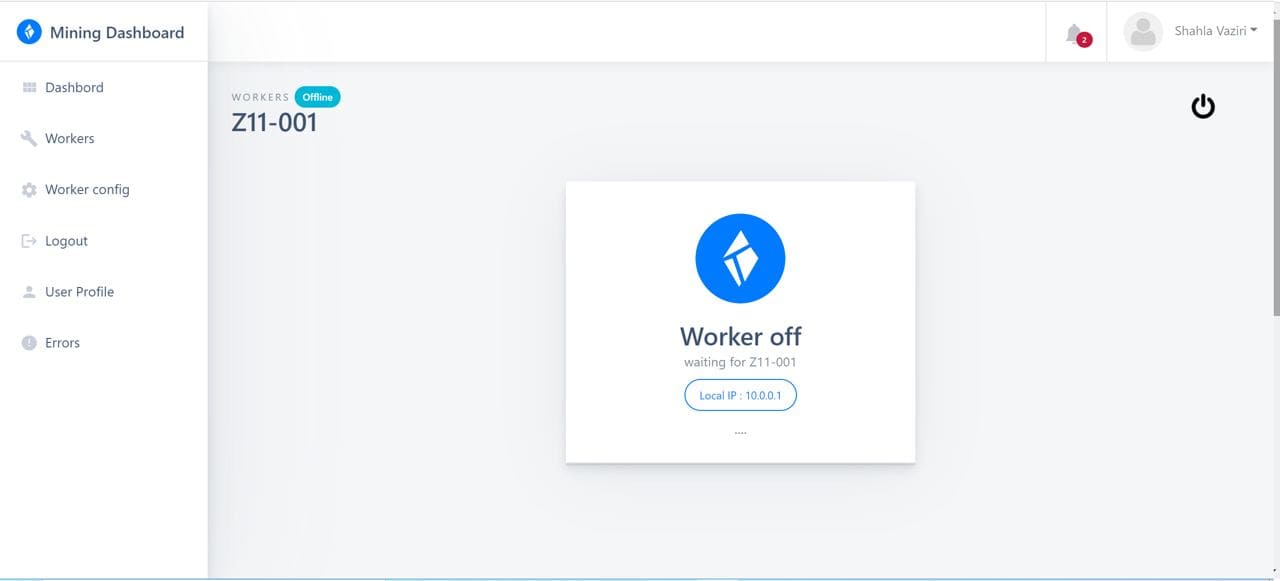 Mining Dashboard
2
Shahla Vaziri
Dashbord
Workers
Worker config
Logout
User Profile
Errors
WORKERS Offline
Z11-001
Worker off
waiting for Z11-001
Local IP : 10.0.0.1
....